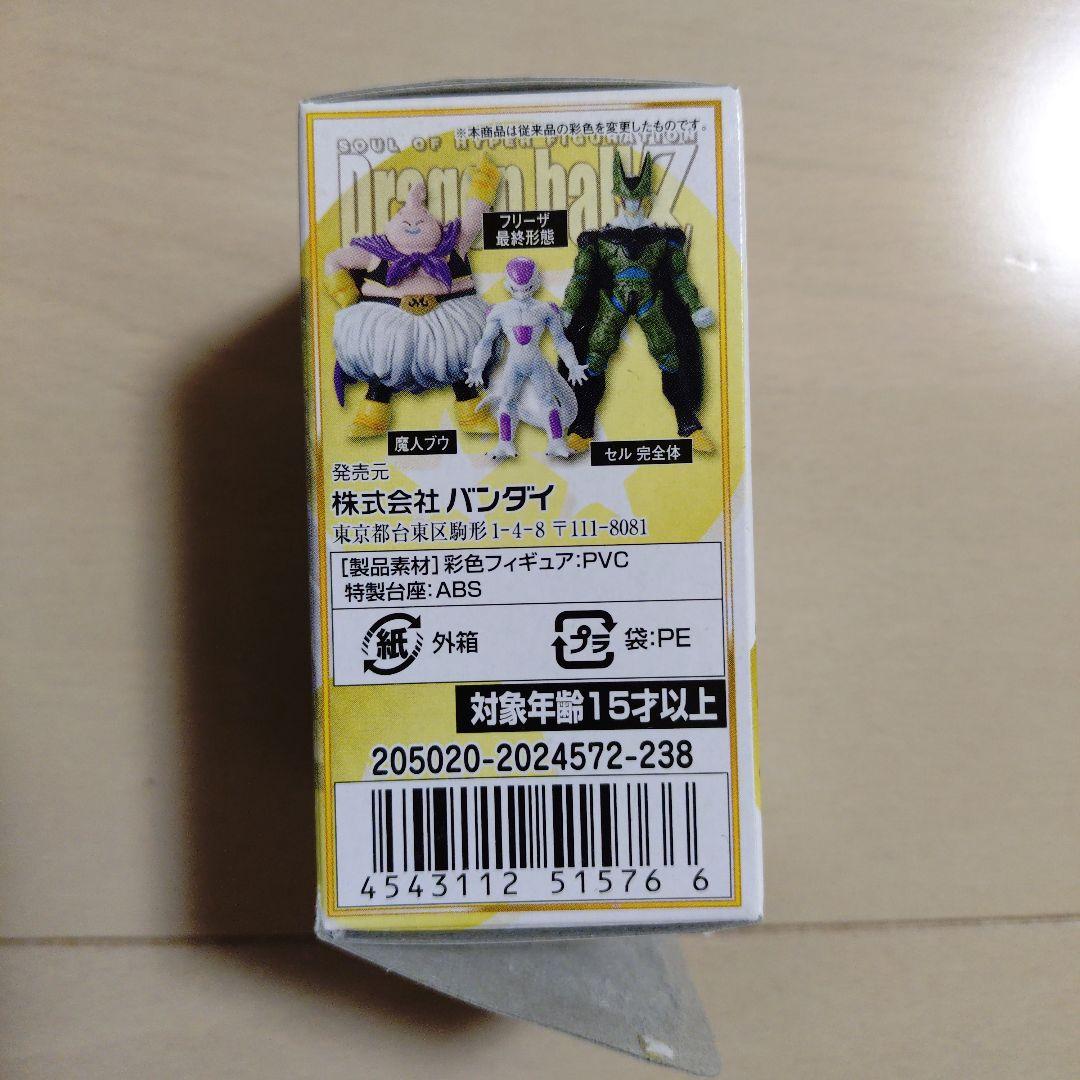 ※本商品は従来品の彩色を変更したものです。
SOUL OF HYPER FIGURATION
Dragon ball Z
フリーザ
最終形態
魔人ブウ
セル 完全体
発売元
株式会社 バンダイ
東京都台東区駒形1-4-8 〒111-8081
[製品素材] 彩色フィギュア:PVC
特製台座:ABS
紙 外箱
プラ 袋:PE
対象年齢15才以上
205020-2024572-238
4543112 51576 6